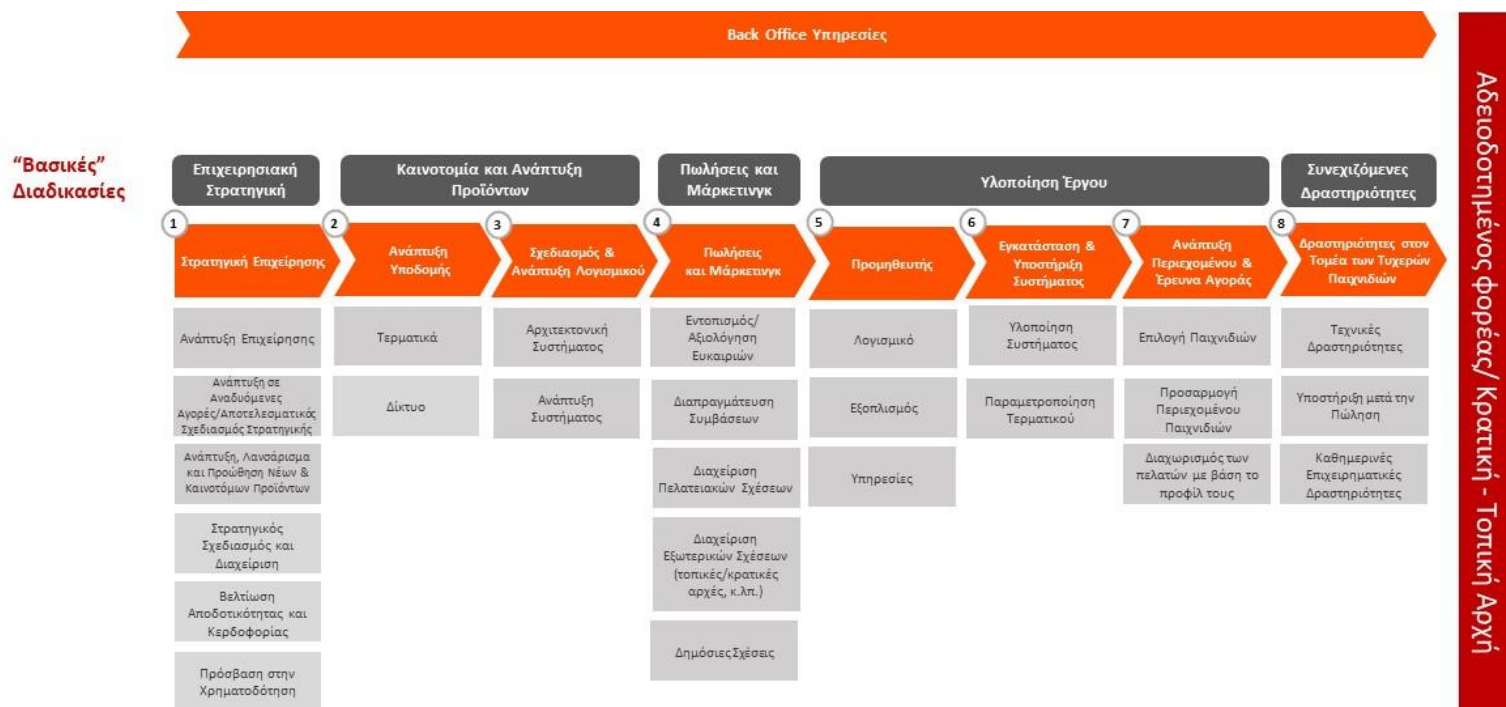 Back Office Υπηρεσίες
“Βασικές”
Διαδικασίες
Επιχειρησιακή
Στρατηγική
Καινοτομία και Ανάπτυξη
Προϊόντων
Πωλήσεις και
Μάρκετινγκ
Υλοποίηση Έργου
Συνεχιζόμενες
Δραστηριότητες
1
Στρατηγική Επιχείρησης
2
Ανάπτυξη
Υποδομής
3
Σχεδιασμός &
Ανάπτυξη Λογισμικού
4
Πωλήσεις
και Μάρκετινγκ
5
Προμηθευτής
6
Εγκατάσταση &
Υποστήριξη
Συστήματος
7
Ανάπτυξη
Περιεχομένου &
Έρευνα Αγοράς
8
Δραστηριότητες στον
Τομέα των Τυχερών
Παιχνιδιών
Ανάπτυξη Επιχείρησης
Ανάπτυξη σε
Αναδυόμενες
Αγορές/Αποτελεσματικός
Σχεδιασμός Στρατηγικής
Ανάπτυξη, Λανσάρισμα
και Προώθηση Νέων &
Καινοτόμων Προϊόντων
Στρατηγικός
Σχεδιασμός και
Διαχείριση
Βελτίωση
Αποδοτικότητας και
Κερδοφορίας
Πρόσβαση στην
Χρηματοδότηση
Τερματικά
Δίκτυο
Αρχιτεκτονική
Συστήματος
Ανάπτυξη
Συστήματος
Εντοπισμός/
Αξιολόγηση
Ευκαιριών
Διαπραγμάτευση
Συμβάσεων
Διαχείριση
Πελατειακών Σχέσεων
Διαχείριση
Εξωτερικών Σχέσεων
(τοπικές/κρατικές
αρχές, κ.λπ.)
Δημόσιες Σχέσεις
Λογισμικό
Εξοπλισμός
Υπηρεσίες
Υλοποίηση
Συστήματος
Παραμετροποίηση
Τερματικού
Επιλογή Παιχνιδιών
Προσαρμογή
Περιεχομένου
Παιχνιδιών
Διαχωρισμός των
πελατών με βάση το
προφίλ τους
Τεχνικές
Δραστηριότητες
Υποστήριξη μετά την
Πώληση
Καθημερινές
Επιχειρηματικές
Δραστηριότητες
Αδειοδοτημένος φορέας/ Κρατική - Τοπική Αρχή